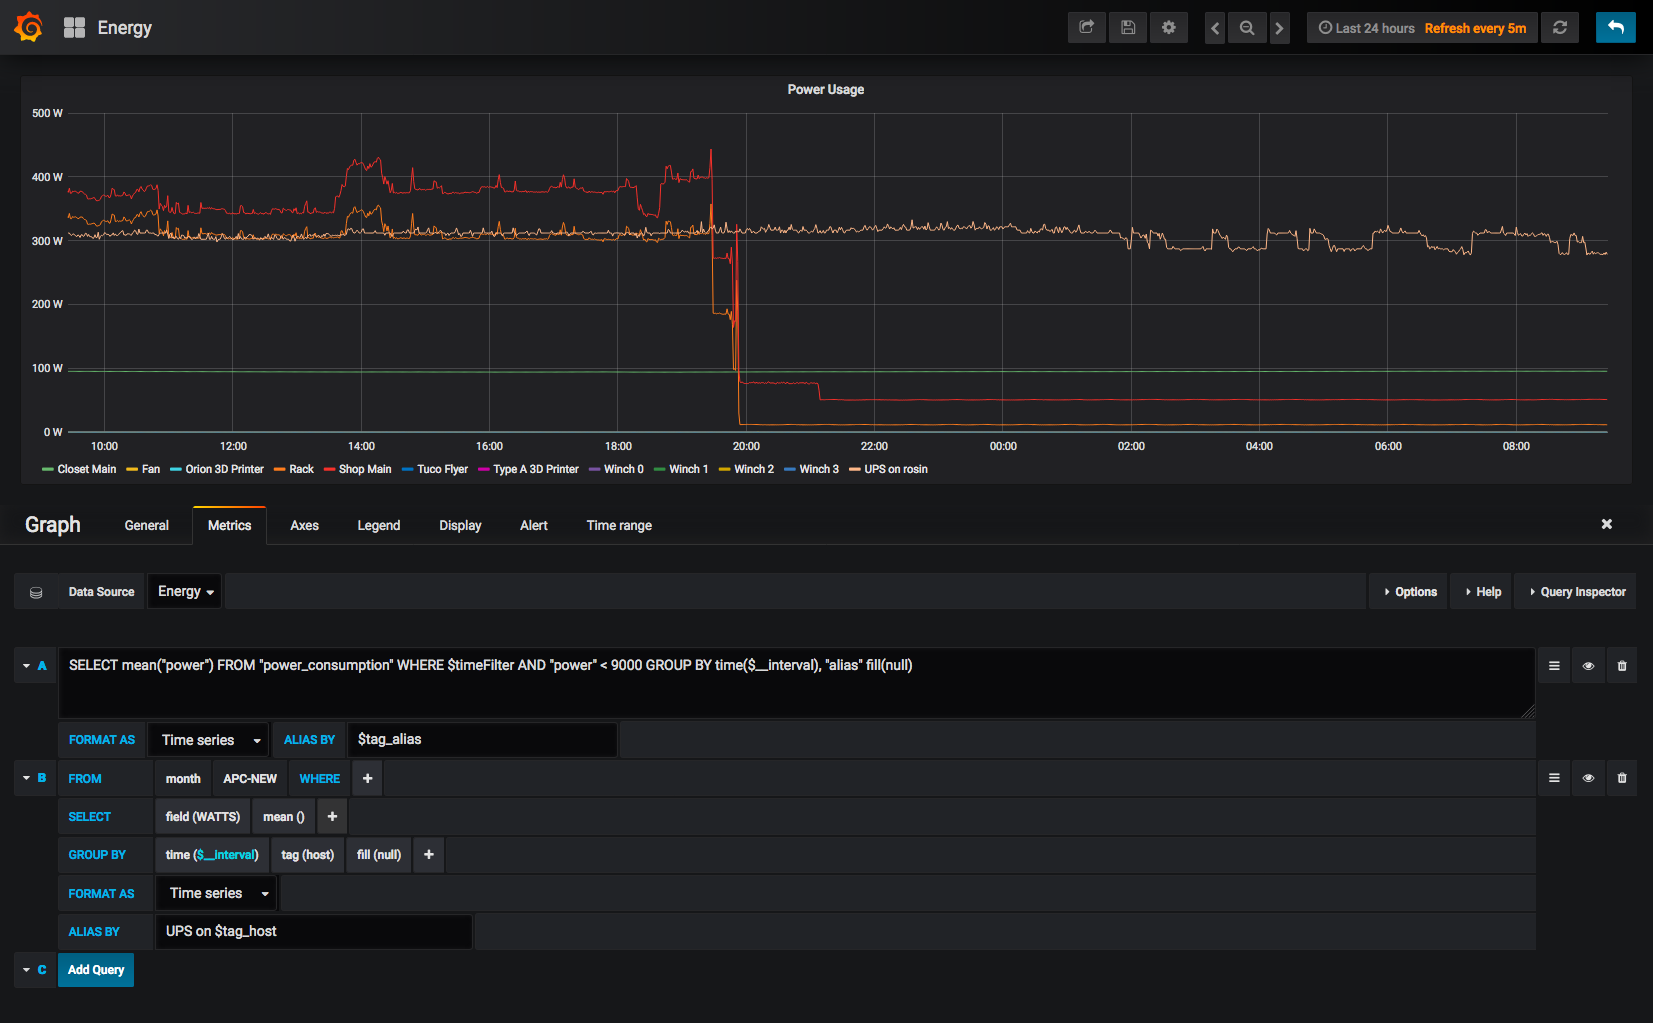 Energy
Last 24 hours Refresh every 5m
Power Usage
500 W
400 W
300 W
200 W
100 W
0 W
10:00 12:00 14:00 16:00 18:00 20:00 22:00 00:00 02:00 04:00 06:00 08:00
Closet Main Fan Orion 3D Printer Rack Shop Main Tuco Flyer Type A 3D Printer Winch 0 Winch 1 Winch 2 Winch 3 UPS on rosin
Graph General Metrics Axes Legend Display Alert Time range
Data Source Energy Options Help Query Inspector
A SELECT mean("power") FROM "power_consumption" WHERE $timeFilter AND "power" < 9000 GROUP BY time($__interval), "alias" fill(null)
FORMAT AS Time series ALIAS BY $tag_alias
B FROM month APC-NEW WHERE +
SELECT field (WATTS) mean () +
GROUP BY time ($__interval) tag (host) fill (null) +
FORMAT AS Time series
ALIAS BY UPS on $tag_host
C Add Query